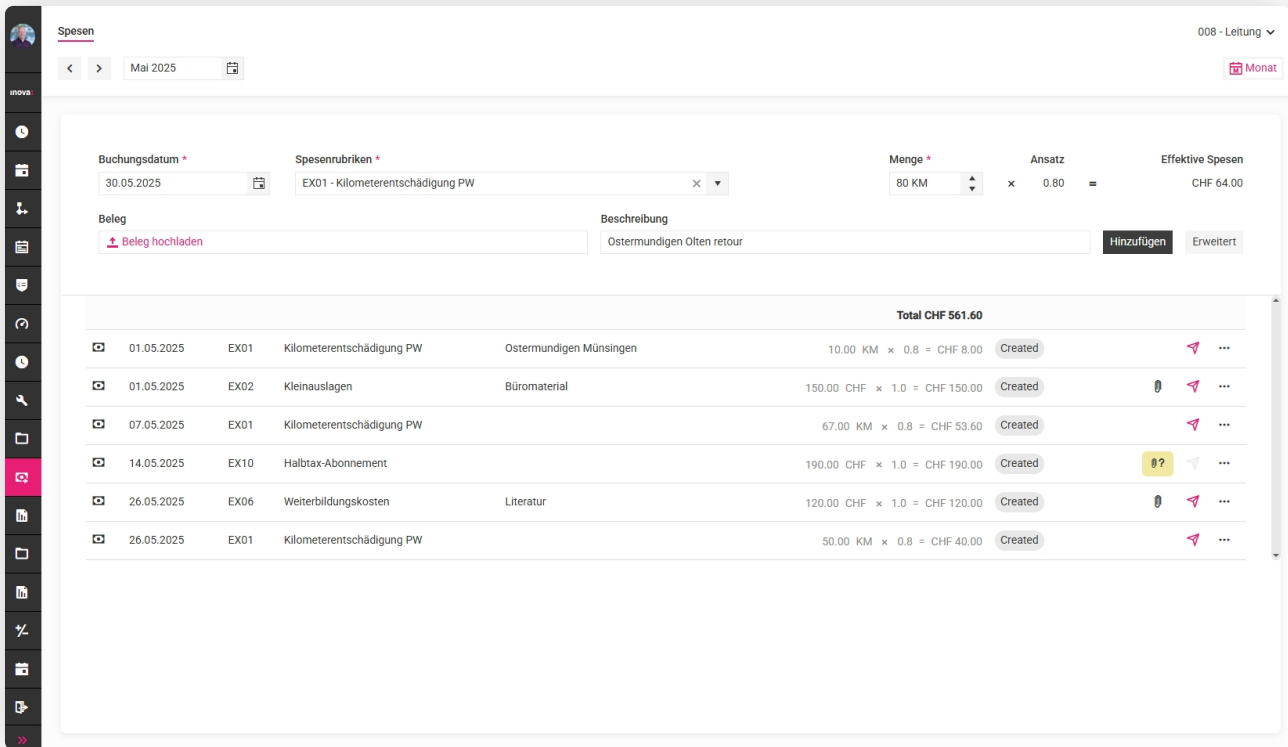 Spesen
008 - Leitung
Mai 2025
Monat
inova:
Buchungsdatum * Spesenrubriken * Menge * Ansatz Effektive Spesen
30.05.2025 EX01 - Kilometerentschädigung PW 80 KM × 0.80 = CHF 64.00
Beleg Beschreibung
Beleg hochladen Ostermundigen Olten retour Hinzufügen Erweitert
Total CHF 561.60
01.05.2025 EX01 Kilometerentschädigung PW Ostermundigen Münsingen 10.00 KM × 0.8 = CHF 8.00 Created
01.05.2025 EX02 Kleinauslagen Büromaterial 150.00 CHF × 1.0 = CHF 150.00 Created
07.05.2025 EX01 Kilometerentschädigung PW 67.00 KM × 0.8 = CHF 53.60 Created
14.05.2025 EX10 Halbtax-Abonnement 190.00 CHF × 1.0 = CHF 190.00 Created ?
26.05.2025 EX06 Weiterbildungskosten Literatur 120.00 CHF × 1.0 = CHF 120.00 Created
26.05.2025 EX01 Kilometerentschädigung PW 50.00 KM × 0.8 = CHF 40.00 Created